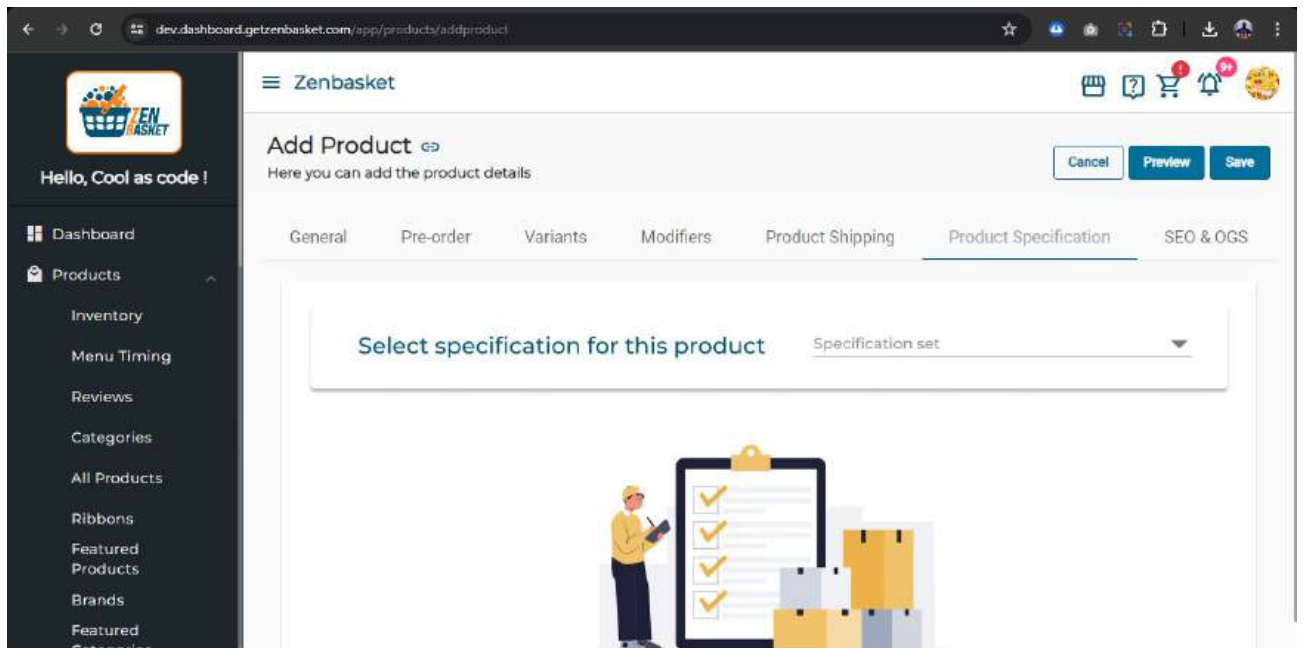 dev.dashboard.getzenbasket.com/app/products/addproduct
ZEN
BASKET
Hello, Cool as code !
Dashboard
Products
Inventory
Menu Timing
Reviews
Categories
All Products
Ribbons
Featured
Products
Brands
Featured
Categories
Zenbasket
9+
Add Product
Here you can add the product details
Cancel
Preview
Save
General
Pre-order
Variants
Modifiers
Product Shipping
Product Specification
SEO & OGS
Select specification for this product
Specification set